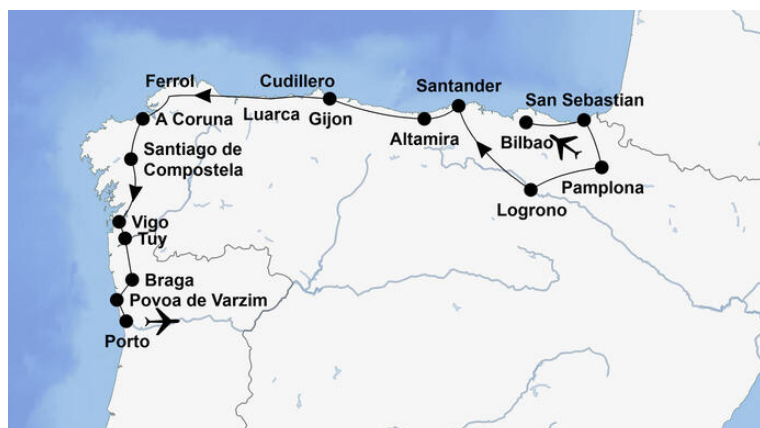 Ferrol
Cudillero
Santander
San Sebastian
A Coruna
Luarca
Gijon
Altamira
Bilbao
Santiago de
Compostela
Pamplona
Logrono
Vigo
Tuy
Braga
Povoa de Varzim
Porto